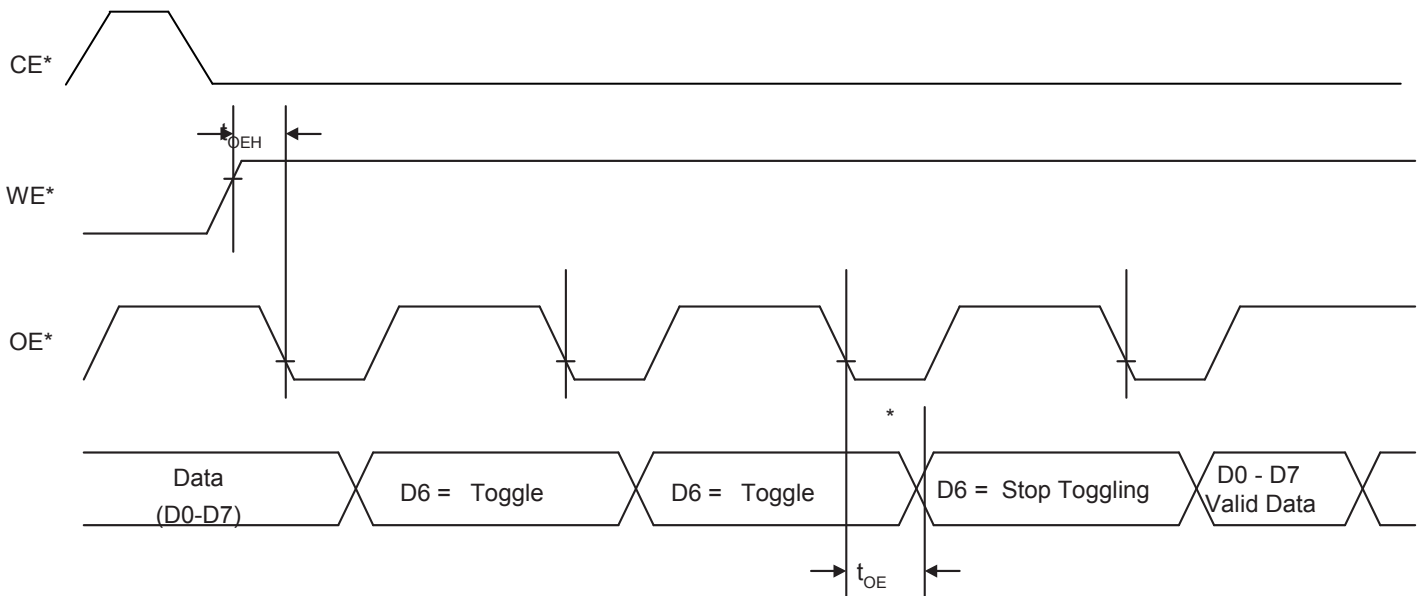 CE*
tOEH
WE*
OE*
*
Data
(D0-D7)
D6 = Toggle
D6 = Toggle
D6 = Stop Toggling
D0 - D7
Valid Data
tOE